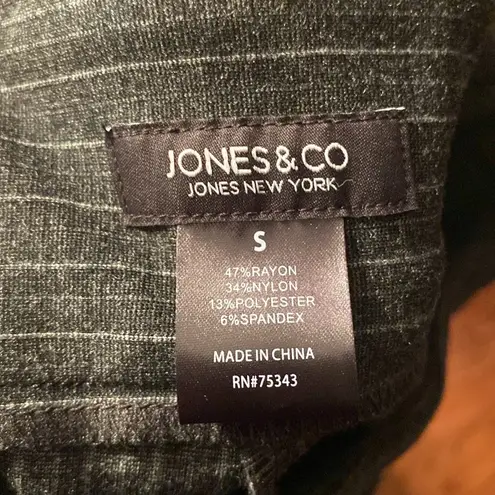 JONES & CO
JONES NEW YORK
S
47%RAYON
34%NYLON
13%POLYESTER
6%SPANDEX
MADE IN CHINA
RN#75343